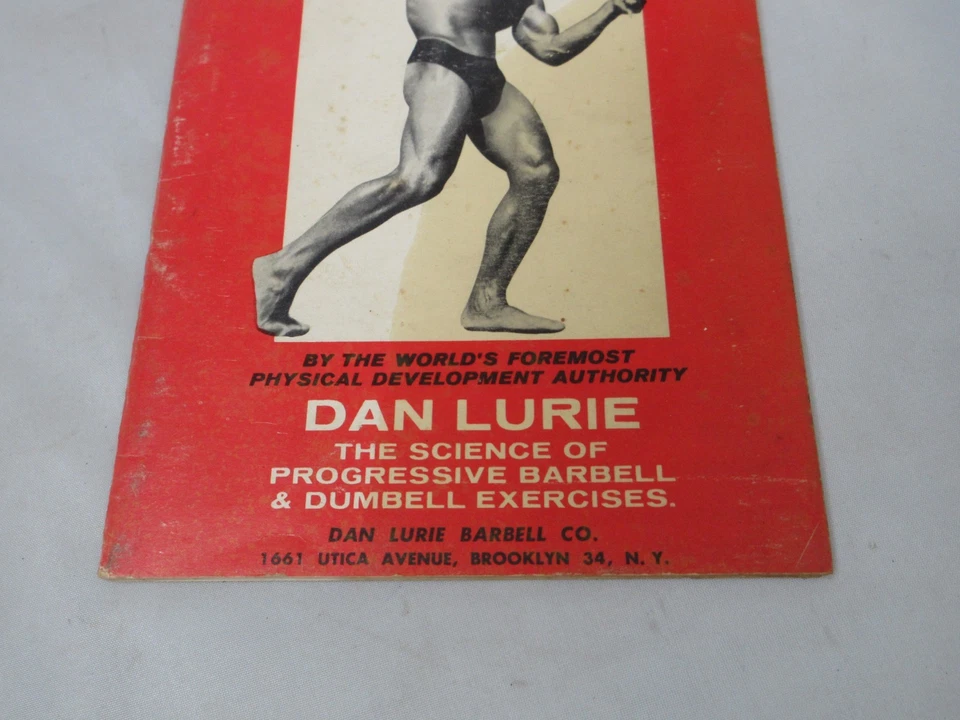 BY THE WORLD'S FOREMOST
PHYSICAL DEVELOPMENT AUTHORITY
DAN LURIE
THE SCIENCE OF
PROGRESSIVE BARBELL
& DUMBELL EXERCISES.
DAN LURIE BARBELL CO.
1661 UTICA AVENUE, BROOKLYN 34, N. Y.